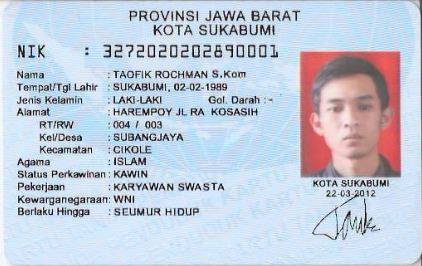 PROVINSI JAWA BARAT
KOTA SUKABUMI
NIK : 3272020202890001
Nama : TAOFIK ROCHMAN S.Kom
Tempat/Tgl Lahir : SUKABUMI, 02-02-1989
Jenis Kelamin : LAKI-LAKI Gol. Darah : -
Alamat : HAREMPOY JL RA KOSASIH
RT/RW : 004 / 003
Kel/Desa : SUBANGJAYA
Kecamatan : CIKOLE
Agama : ISLAM
Status Perkawinan : KAWIN
Pekerjaan : KARYAWAN SWASTA
Kewarganegaraan: WNI
Berlaku Hingga : SEUMUR HIDUP
KOTA SUKABUMI
22-03-2012